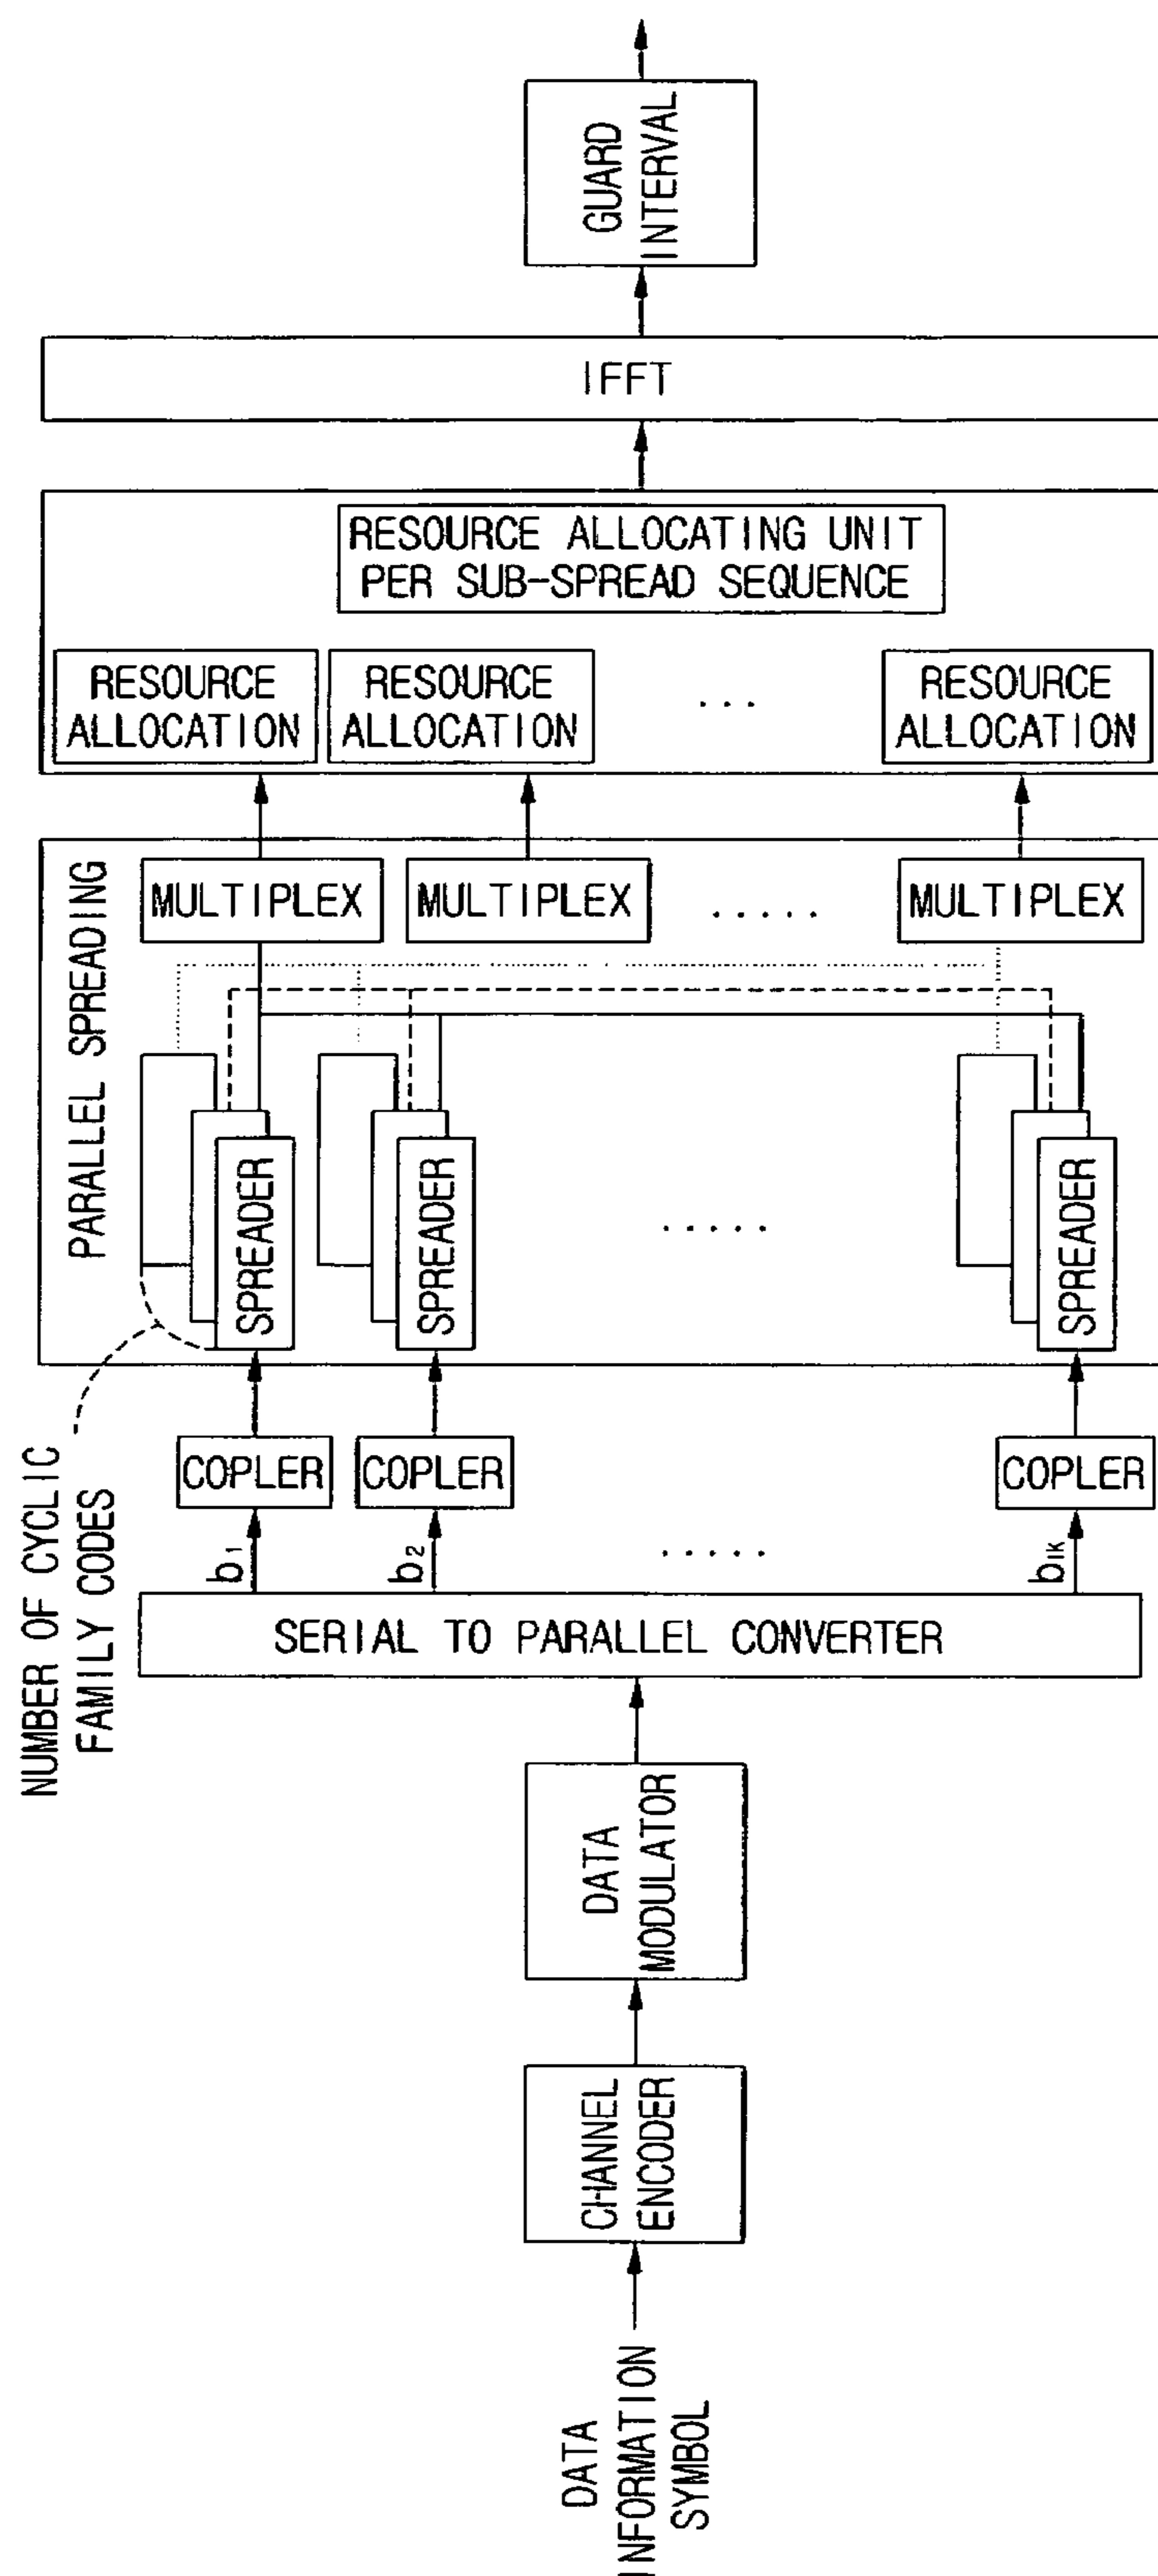 GUARD
INTERVAL
IFFT
RESOURCE ALLOCATING UNIT
PER SUB-SPREAD SEQUENCE
RESOURCE
ALLOCATION
RESOURCE
ALLOCATION
...
RESOURCE
ALLOCATION
PARALLEL SPREADING
MULTIPLEX
MULTIPLEX
.....
MULTIPLEX
SPREADER
SPREADER
.....
SPREADER
NUMBER OF CYCLIC
FAMILY CODES
COPLER
COPLER
COPLER
b1
b2
.....
bIK
SERIAL TO PARALLEL CONVERTER
DATA
MODULATOR
CHANNEL
ENCODER
DATA
INFORMATION
SYMBOL